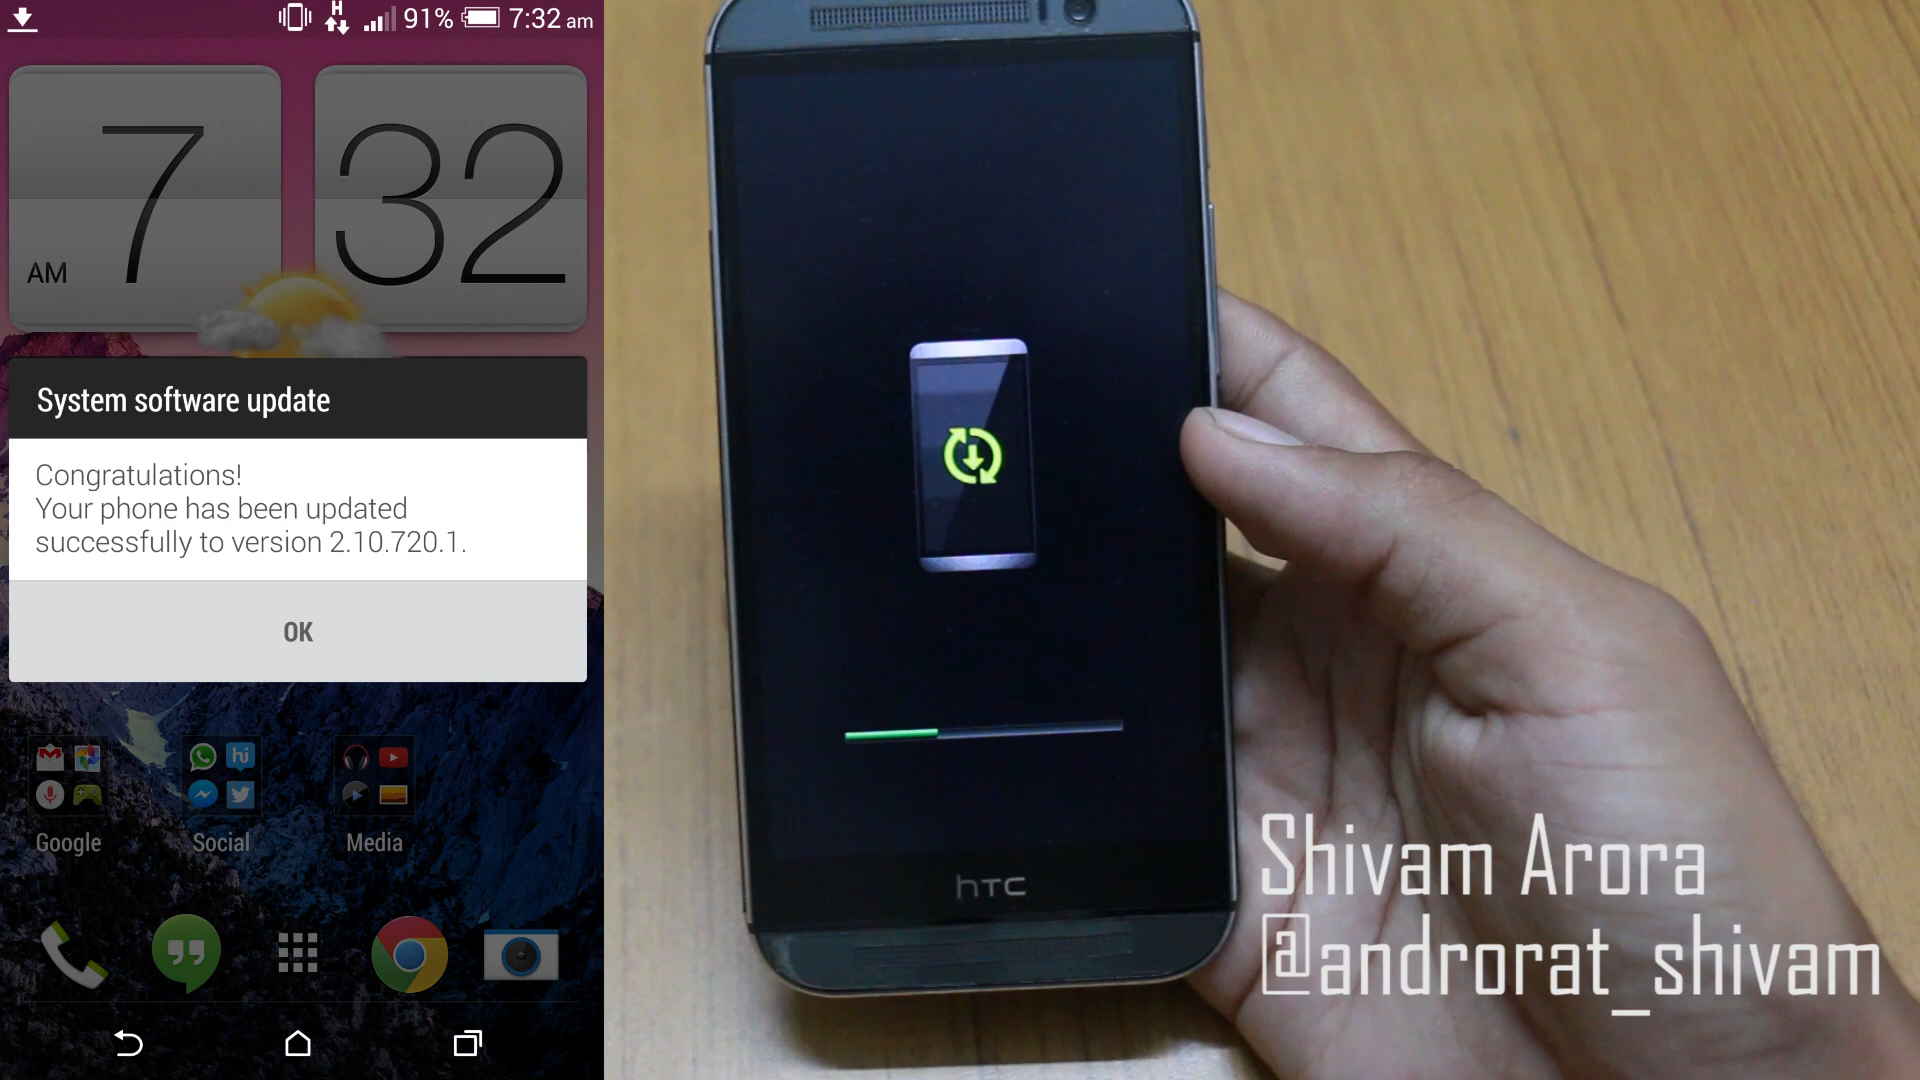 H 91% 7:32 am
7 32
AM
System software update
Congratulations!
Your phone has been updated
successfully to version 2.10.720.1.
OK
hi
Google Social Media
hTC
Shivam Arora
@androrat_shivam